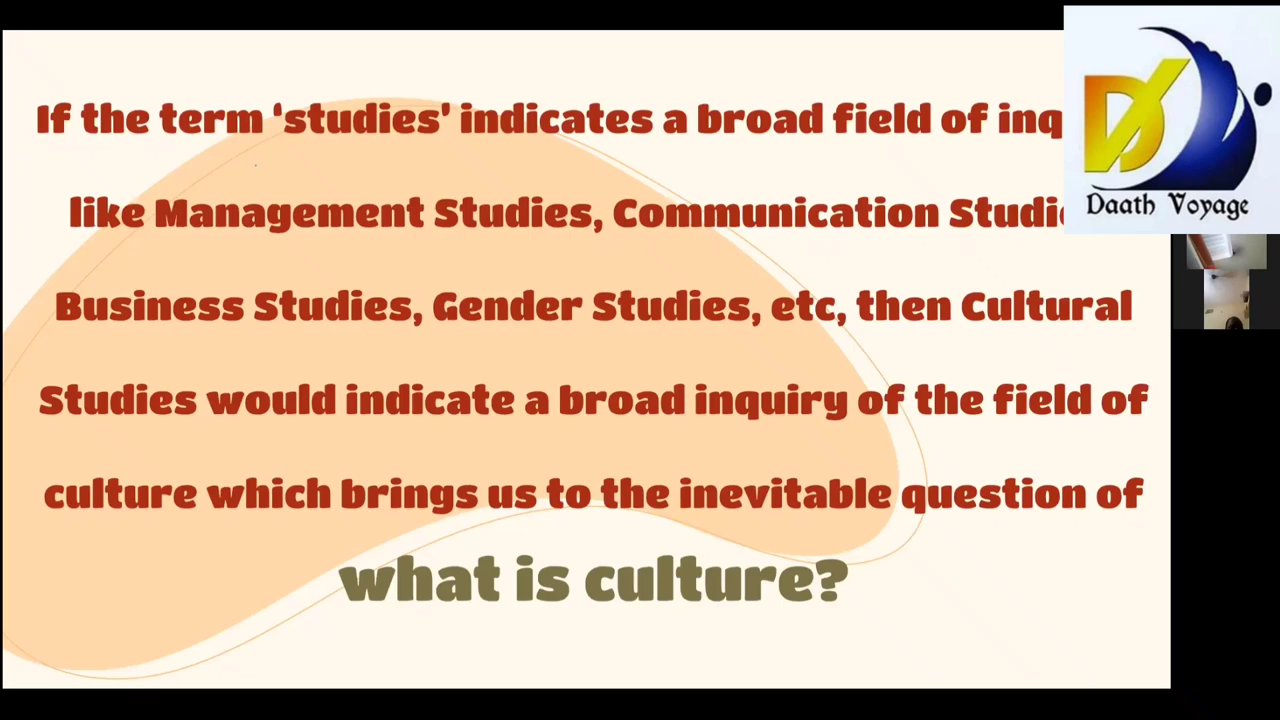 If the term ‘studies’ indicates a broad field of
like Management Studies, Communication
Business Studies, Gender Studies, etc, then Cultural
Studies would indicate a broad inquiry of the field of
culture which brings us to the inevitable question of
what is culture?
Daath Voyage